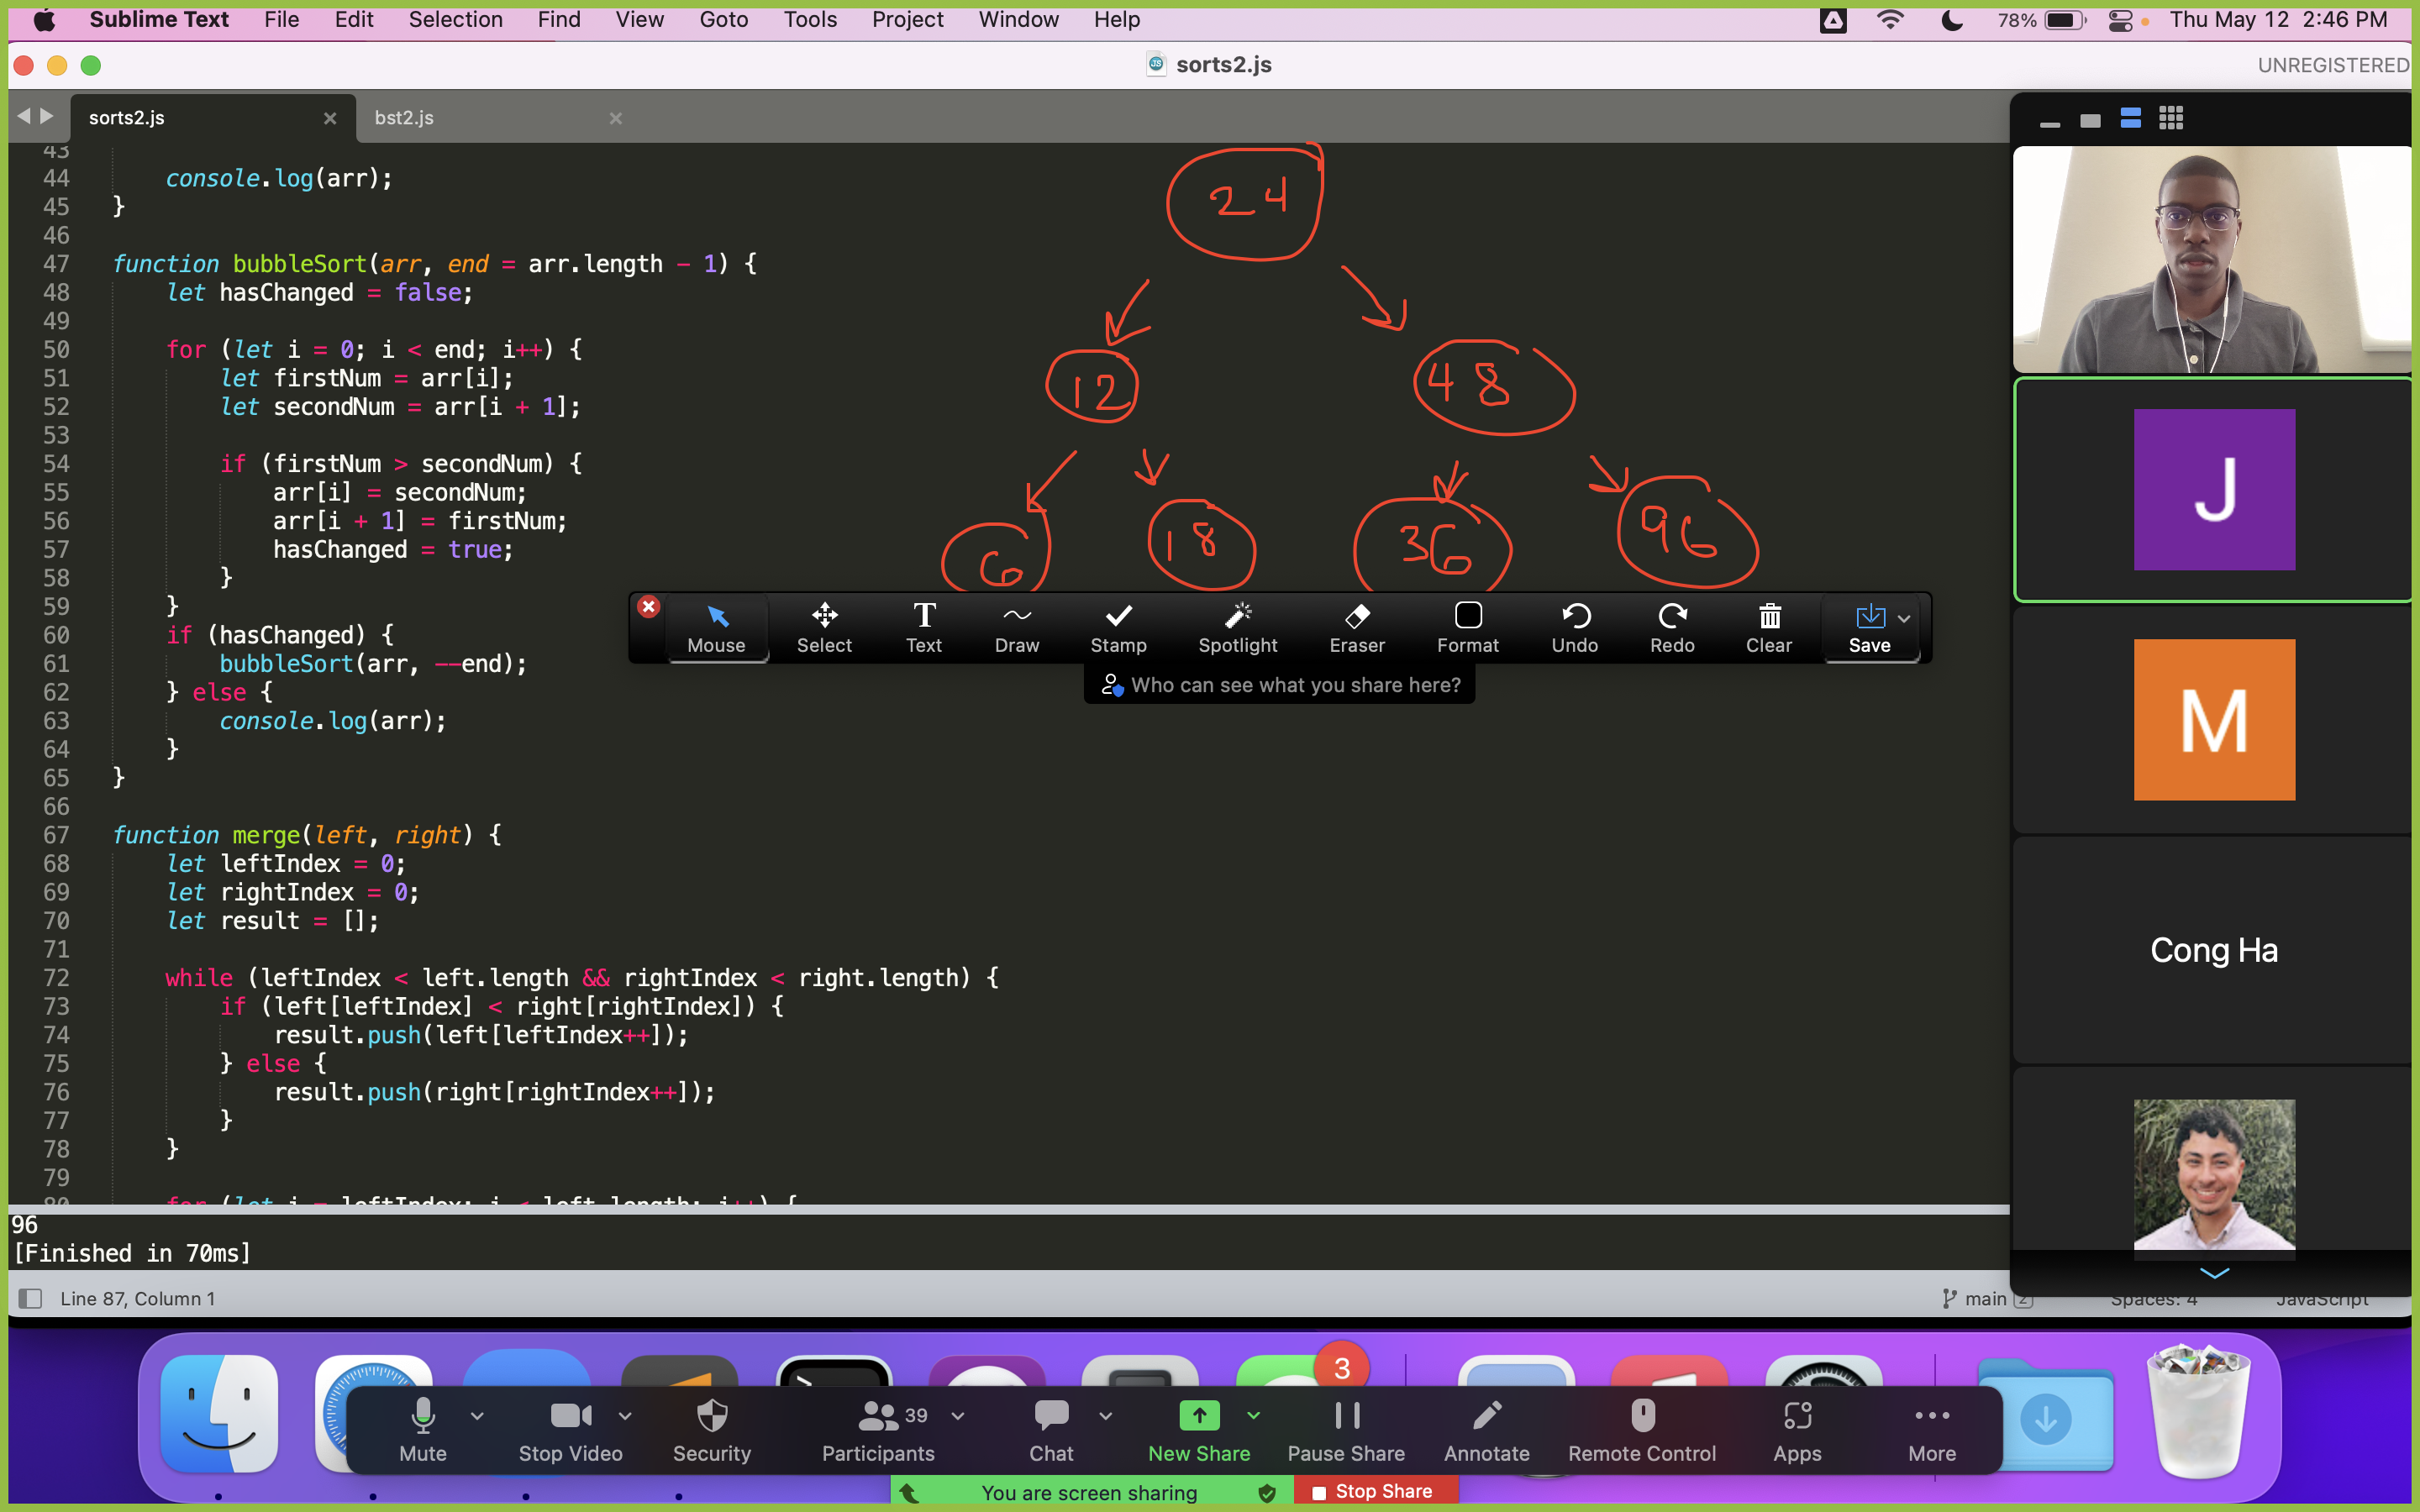 Sublime Text File Edit Selection Find View Goto Tools Project Window Help 78% Thu May 12 2:46 PM
sorts2.js UNREGISTERED
sorts2.js bst2.js
43
44 console.log(arr);
45 }
46
47 function bubbleSort(arr, end = arr.length - 1) {
48 let hasChanged = false;
49
50 for (let i = 0; i < end; i++) {
51 let firstNum = arr[i];
52 let secondNum = arr[i + 1];
53
54 if (firstNum > secondNum) {
55 arr[i] = secondNum;
56 arr[i + 1] = firstNum;
57 hasChanged = true;
58 }
59 }
60 if (hasChanged) {
61 bubbleSort(arr, --end);
62 } else {
63 console.log(arr);
64 }
65 }
66
67 function merge(left, right) {
68 let leftIndex = 0;
69 let rightIndex = 0;
70 let result = [];
71
72 while (leftIndex < left.length && rightIndex < right.length) {
73 if (left[leftIndex] < right[rightIndex]) {
74 result.push(left[leftIndex++]);
75 } else {
76 result.push(right[rightIndex++]);
77 }
78 }
79
80 for (let i = leftIndex; i < left.length; i++) {
24
12 48
6 18 36 96
Mouse Select Text Draw Stamp Spotlight Eraser Format Undo Redo Clear Save
Who can see what you share here?
J
M
Cong Ha
96
[Finished in 70ms]
Line 87, Column 1 main 2 Spaces: 4 JavaScript
3
Mute Stop Video Security Participants 39 Chat New Share Pause Share Annotate Remote Control Apps More
You are screen sharing Stop Share